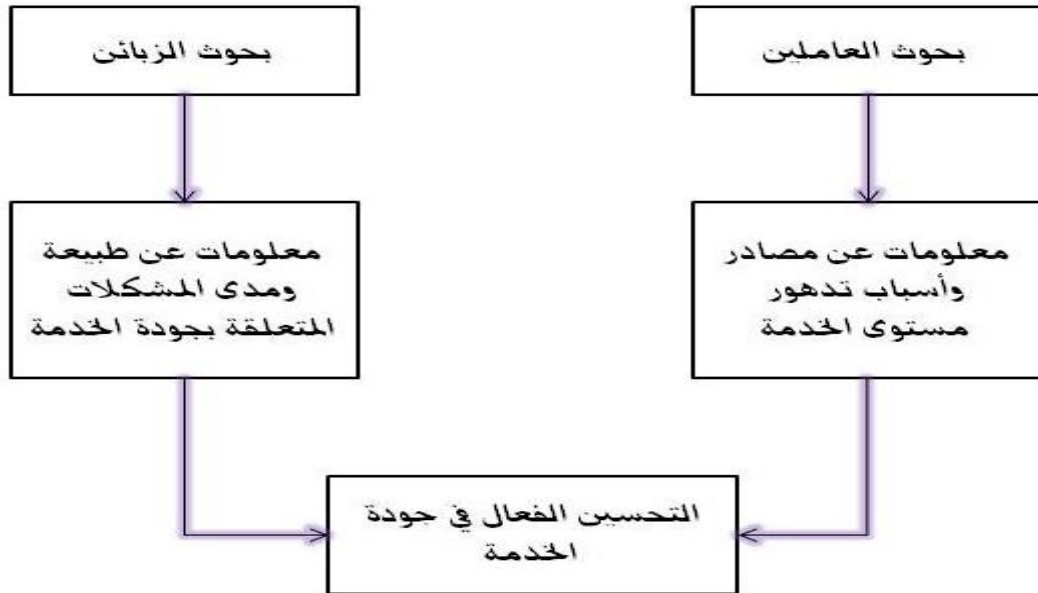 بحوث العاملين
بحوث الزبائن
معلومات عن مصادر
وأسباب تدهور
مستوى الخدمة
معلومات عن طبيعة
ومدى المشكلات
المتعلقة بجودة الخدمة
التحسين الفعال في جودة
الخدمة